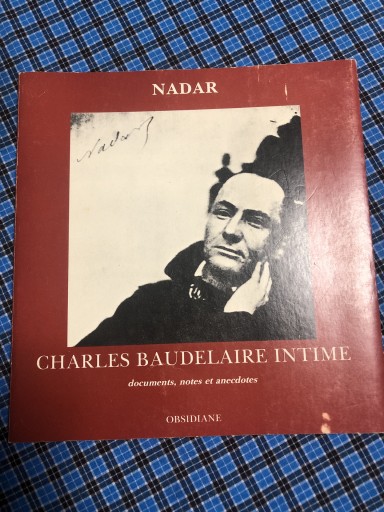 NADAR
Nadar
CHARLES BAUDELAIRE INTIME
documents, notes et anecdotes
OBSIDIANE